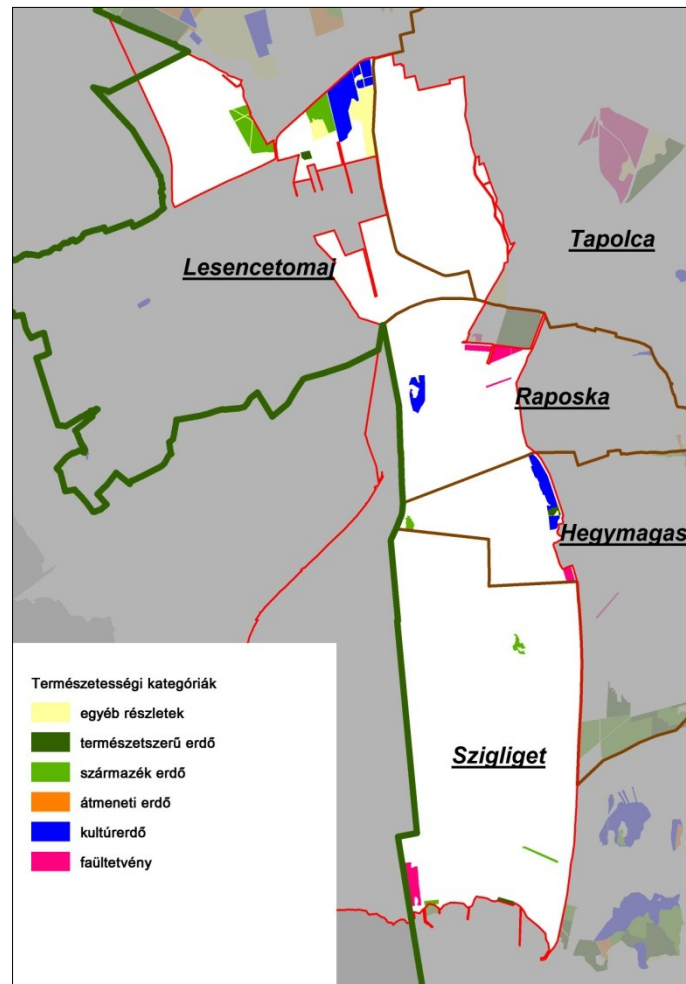 Tapolca
Lesencetomaj
Raposka
Hegymagas
Szigliget
Természetességi kategóriák
egyéb részletek
természetszerű erdő
származék erdő
átmeneti erdő
kultúrerdő
faültetvény